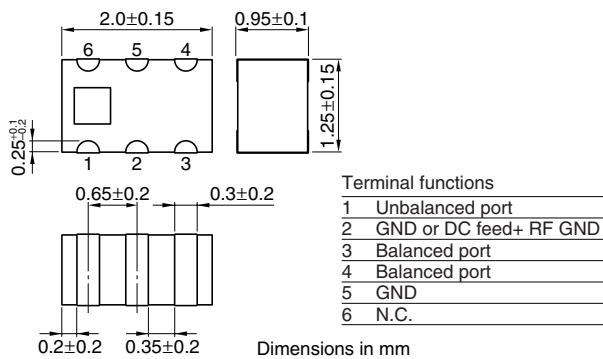 2.0±0.15
0.95±0.1
6 5 4
1.25±0.15
0.25+0.1
−0.2
1 2 3
0.65±0.2
0.3±0.2
0.2±0.2
0.35±0.2
Terminal functions
1 Unbalanced port
2 GND or DC feed+ RF GND
3 Balanced port
4 Balanced port
5 GND
6 N.C.
Dimensions in mm